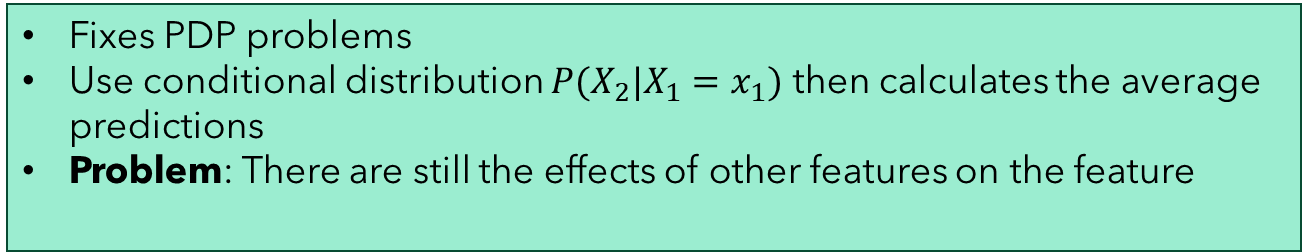 • Fixes PDP problems
• Use conditional distribution P(X₂|X₁ = x₁) then calculates the average
predictions
• Problem: There are still the effects of other features on the feature